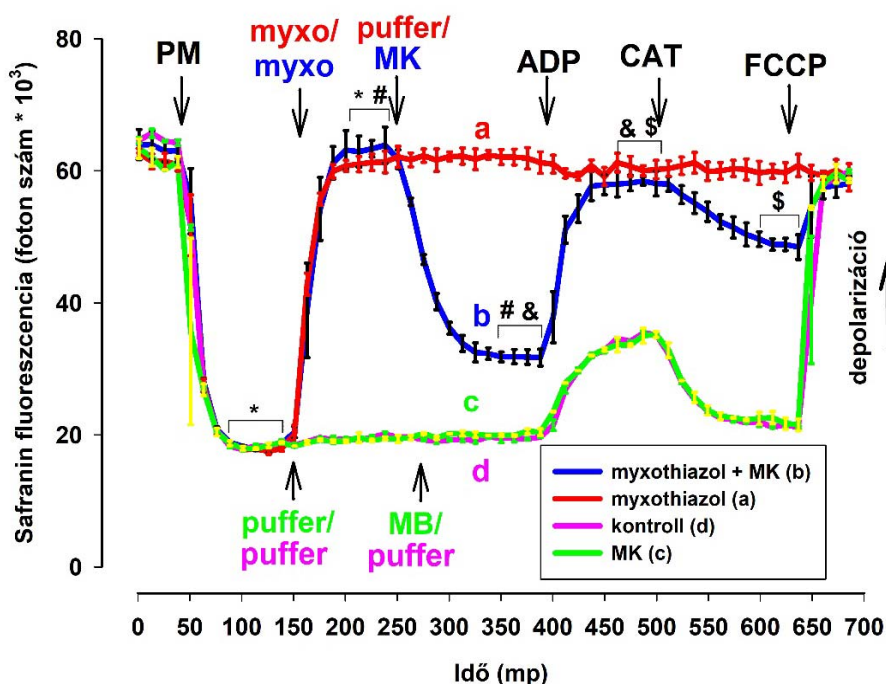 80
60
40
20
0
Safranin fluoreszcencia (foton szám * 10³)
PM
myxo/
myxo
puffer/
MK
ADP
CAT
FCCP
* #
a
& $
$
b
# &
c
d
*
puffer/
puffer
MB/
puffer
depolarizáció
myxothiazol + MK (b)
myxothiazol (a)
kontroll (d)
MK (c)
0 50 100 150 200 250 300 350 400 450 500 550 600 650 700
Idő (mp)